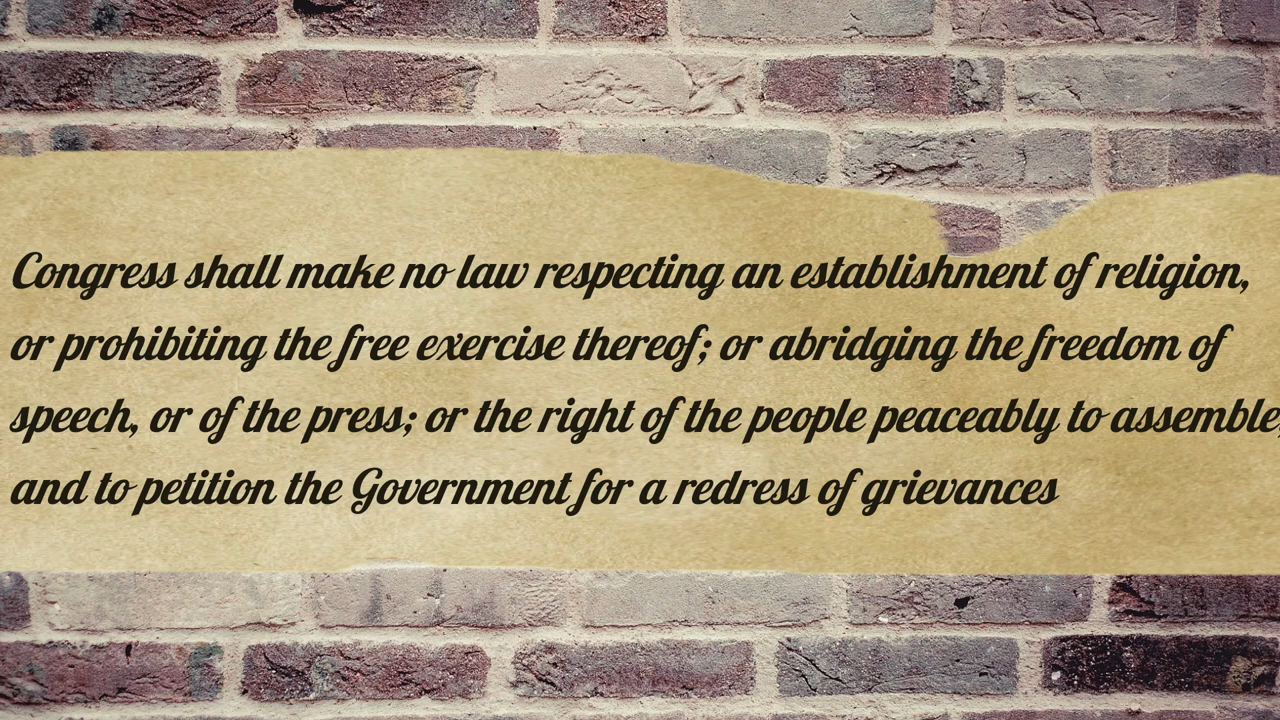 Congress shall make no law respecting an establishment of religion,
or prohibiting the free exercise thereof; or abridging the freedom of
speech, or of the press; or the right of the people peaceably to assemble,
and to petition the Government for a redress of grievances